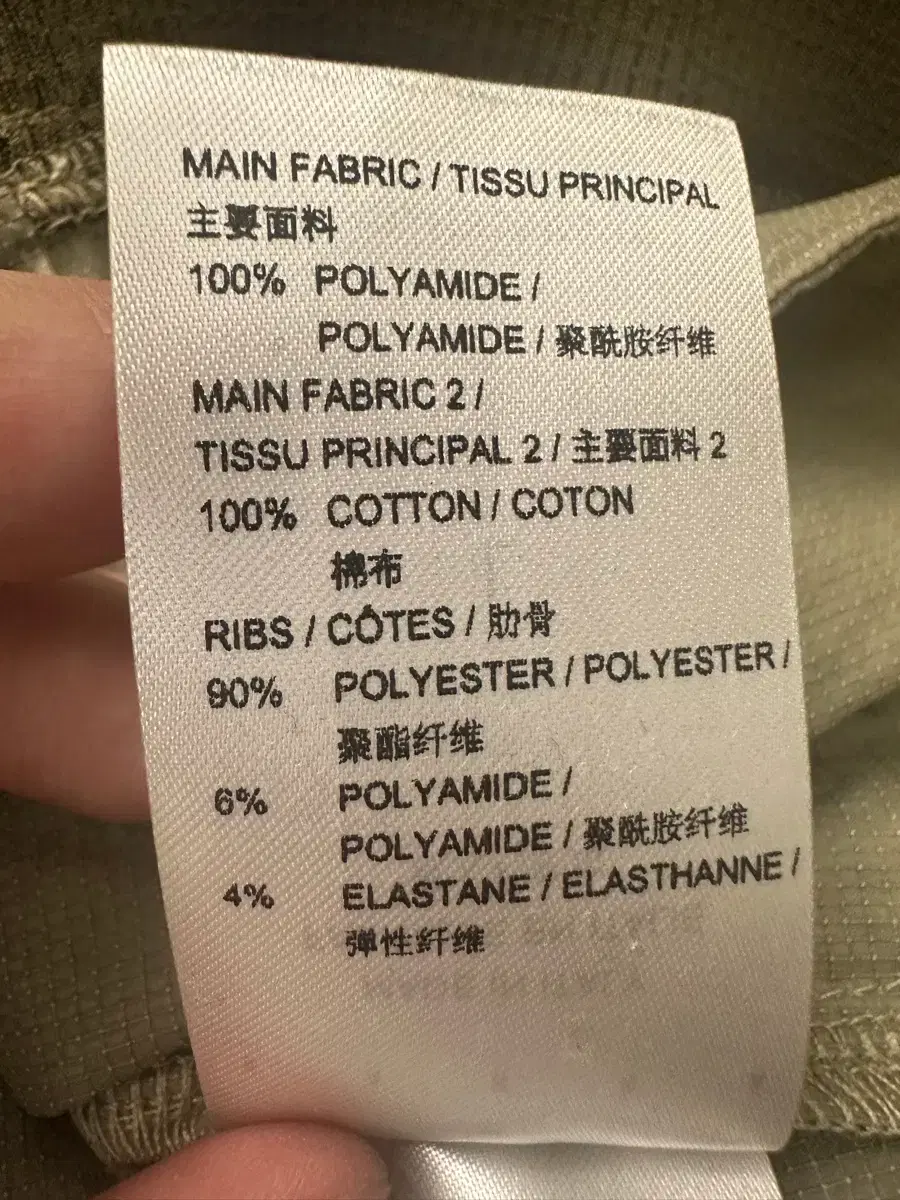 MAIN FABRIC / TISSU PRINCIPAL
主要面料
100% POLYAMIDE /
POLYAMIDE / 聚酰胺纤维
MAIN FABRIC 2 /
TISSU PRINCIPAL 2 / 主要面料 2
100% COTTON / COTON
棉布
RIBS / CÔTES / 肋骨
90% POLYESTER / POLYESTER /
聚酯纤维
6% POLYAMIDE /
POLYAMIDE / 聚酰胺纤维
4% ELASTANE / ELASTHANNE /
弹性纤维